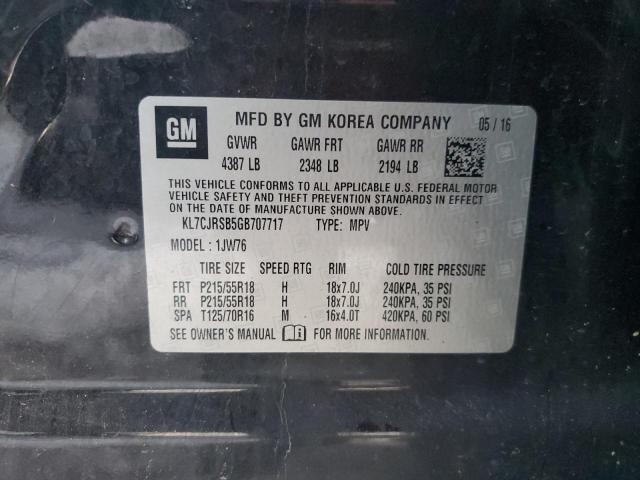 GM MFD BY GM KOREA COMPANY 05 / 16
GVWR GAWR FRT GAWR RR
4387 LB 2348 LB 2194 LB
THIS VEHICLE CONFORMS TO ALL APPLICABLE U.S. FEDERAL MOTOR
VEHICLE SAFETY AND THEFT PREVENTION STANDARDS IN EFFECT ON
THE DATE OF MANUFACTURE SHOWN ABOVE.
KL7CJRSB5GB707717 TYPE: MPV
MODEL : 1JW76
TIRE SIZE SPEED RTG RIM COLD TIRE PRESSURE
FRT P215/55R18 H 18x7.0J 240KPA, 35 PSI
RR P215/55R18 H 18x7.0J 240KPA, 35 PSI
SPA T125/70R16 M 16x4.0T 420KPA, 60 PSI
SEE OWNER'S MANUAL FOR MORE INFORMATION